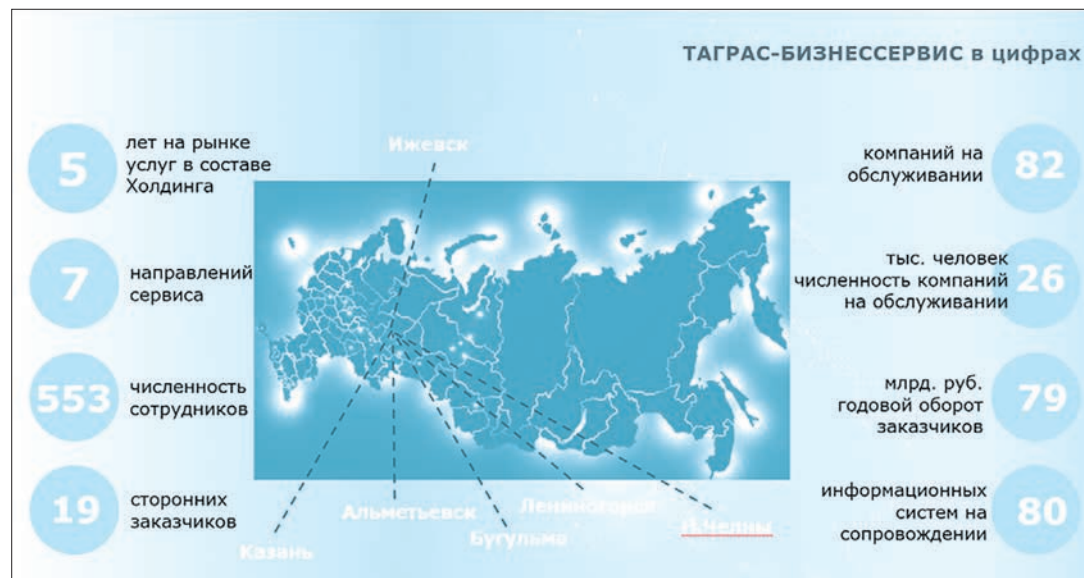 ТАГРАС-БИЗНЕССЕРВИС в цифрах
5
лет на рынке
услуг в составе
Холдинга
7
направлений
сервиса
553
численность
сотрудников
19
сторонних
заказчиков
Ижевск
Казань
Альметьевск
Бугульма
Лениногорск
Н.Челны
компаний на
обслуживании
82
тыс. человек
численность компаний
на обслуживании
26
млрд. руб.
годовой оборот
заказчиков
79
информационных
систем на
сопровождении
80